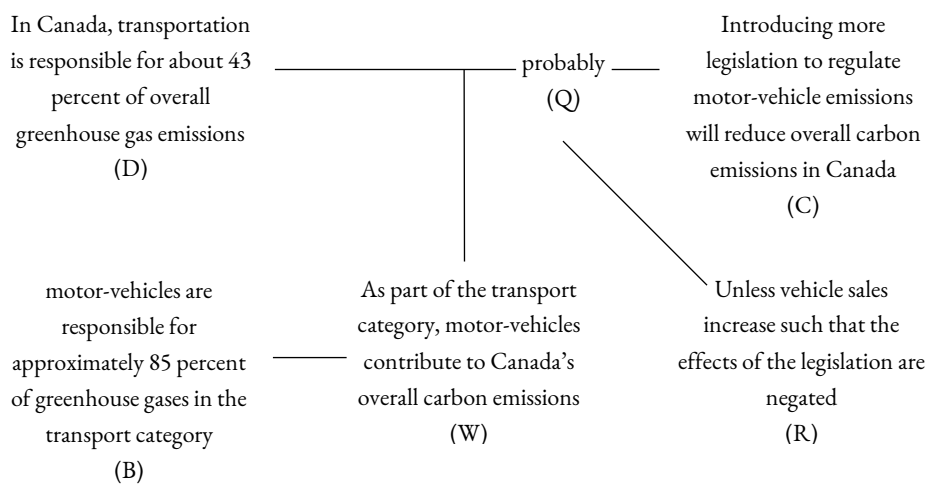 In Canada, transportation
is responsible for about 43
percent of overall
greenhouse gas emissions
(D)
probably
(Q)
Introducing more
legislation to regulate
motor-vehicle emissions
will reduce overall carbon
emissions in Canada
(C)
motor-vehicles are
responsible for
approximately 85 percent
of greenhouse gases in the
transport category
(B)
As part of the transport
category, motor-vehicles
contribute to Canada’s
overall carbon emissions
(W)
Unless vehicle sales
increase such that the
effects of the legislation are
negated
(R)